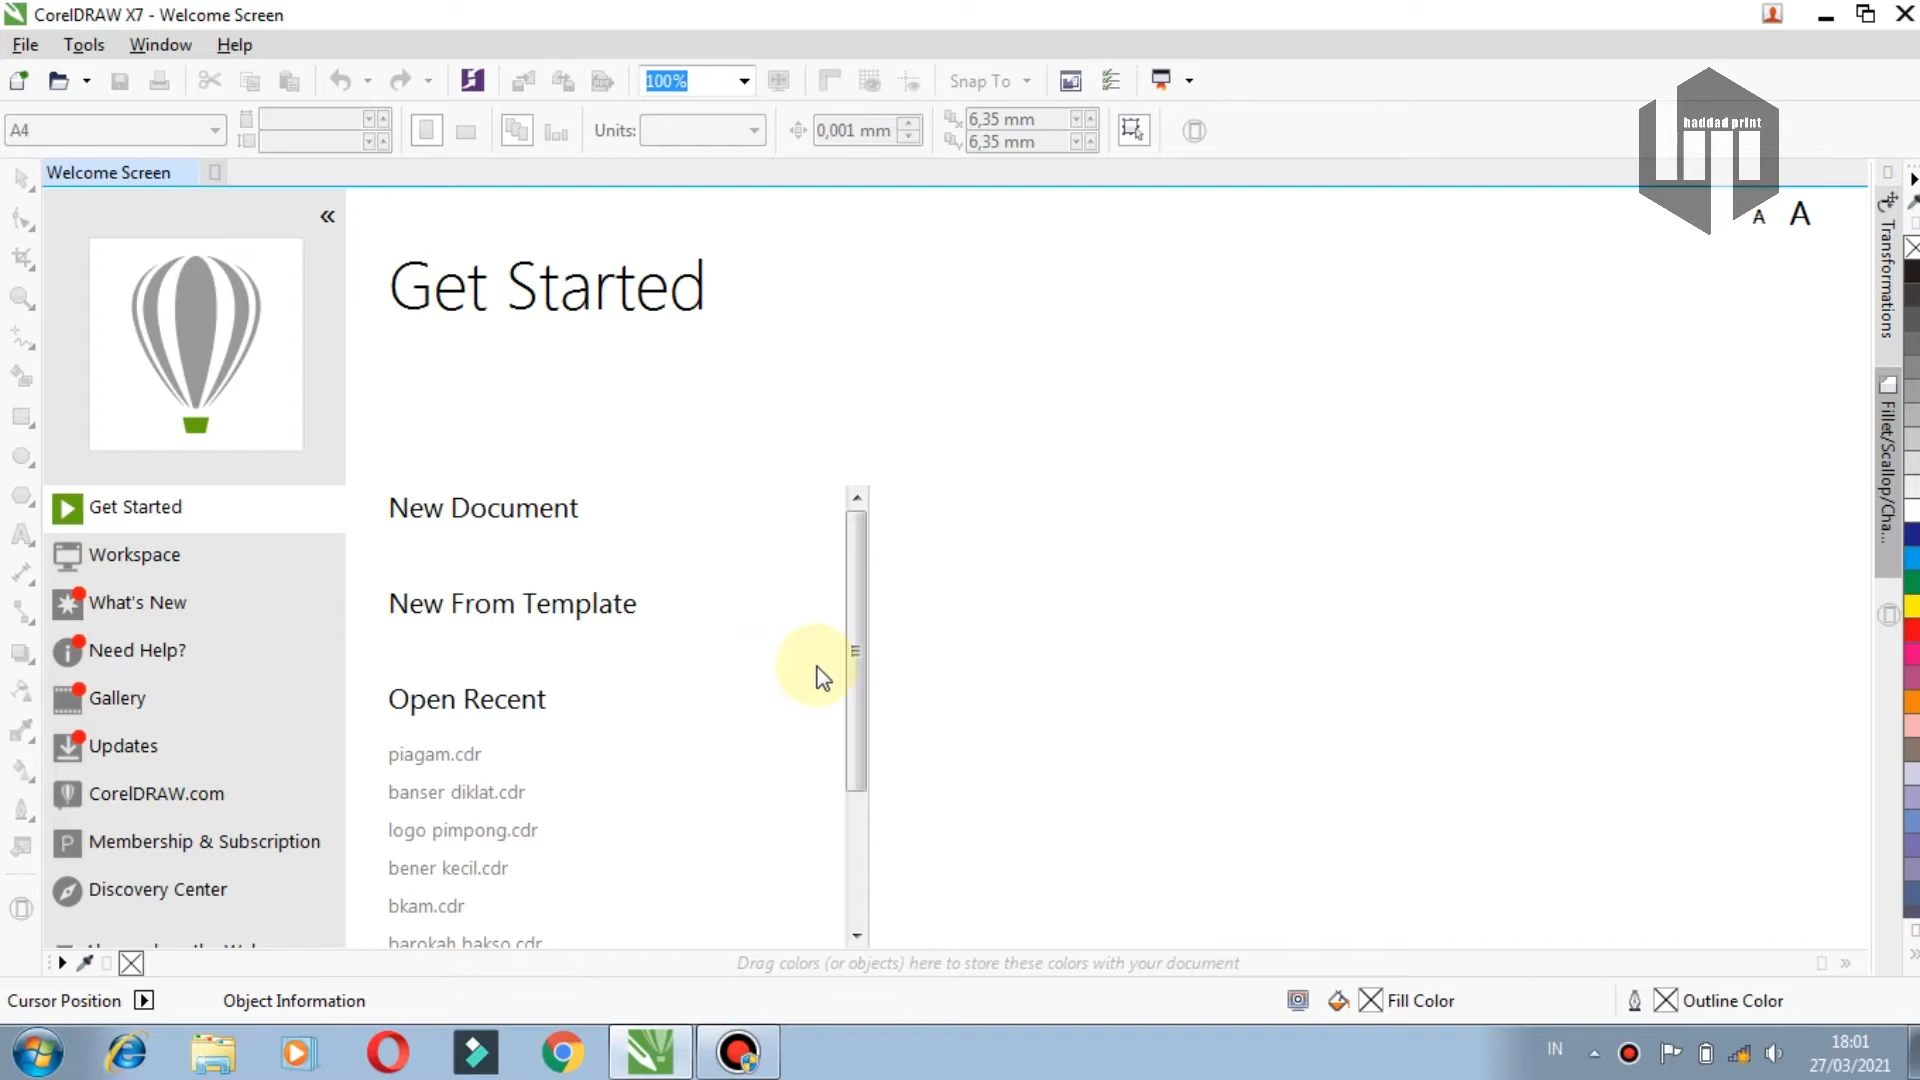 CorelDRAW X7 - Welcome Screen
File Tools Window Help
100% Snap To
A4 Units: 0,001 mm 6,35 mm
6,35 mm
haddad print
Welcome Screen
A A
Get Started
Transformations
Fillet/Scallop/Cha...
Get Started
Workspace
What's New
Need Help?
Gallery
Updates
CorelDRAW.com
Membership & Subscription
Discovery Center
New Document
New From Template
Open Recent
piagam.cdr
banser diklat.cdr
logo pimpong.cdr
bener kecil.cdr
bkam.cdr
barokah bakso.cdr
Drag colors (or objects) here to store these colors with your document
Cursor Position Object Information Fill Color Outline Color
IN 18:01
27/03/2021